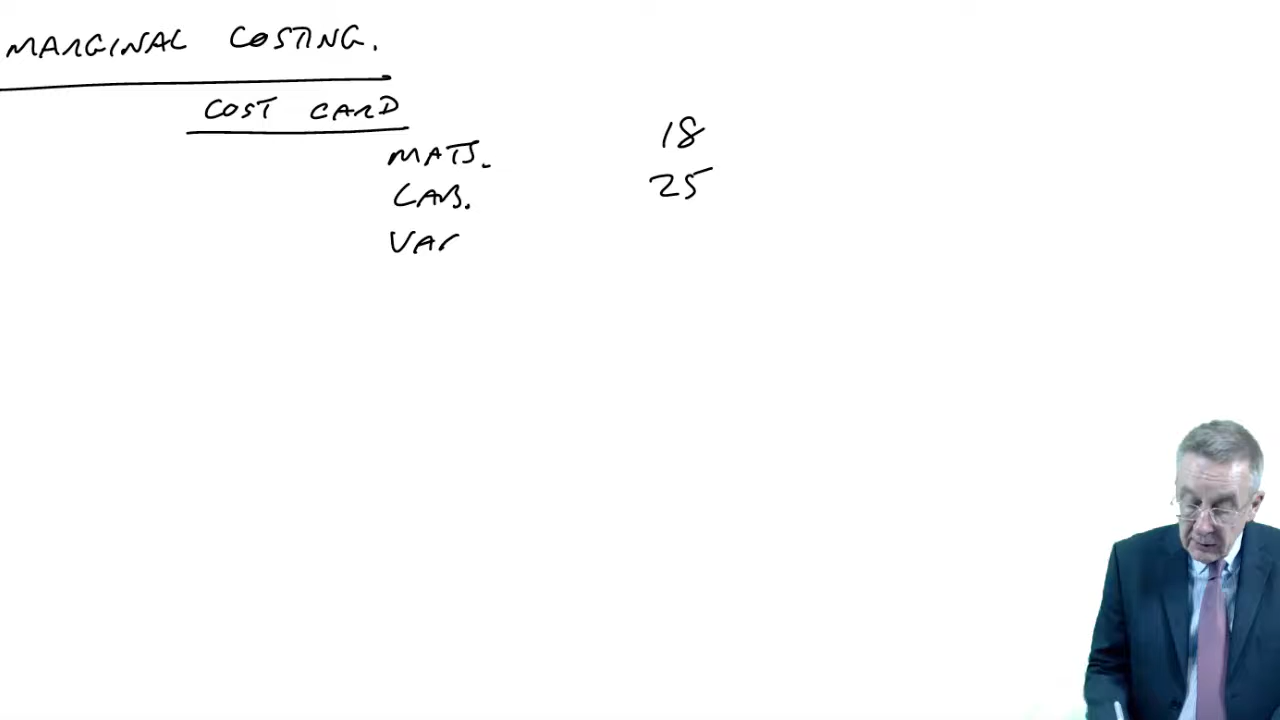 MARGINAL COSTING.
COST CARD
MATS. 18
LAB. 25
VAR